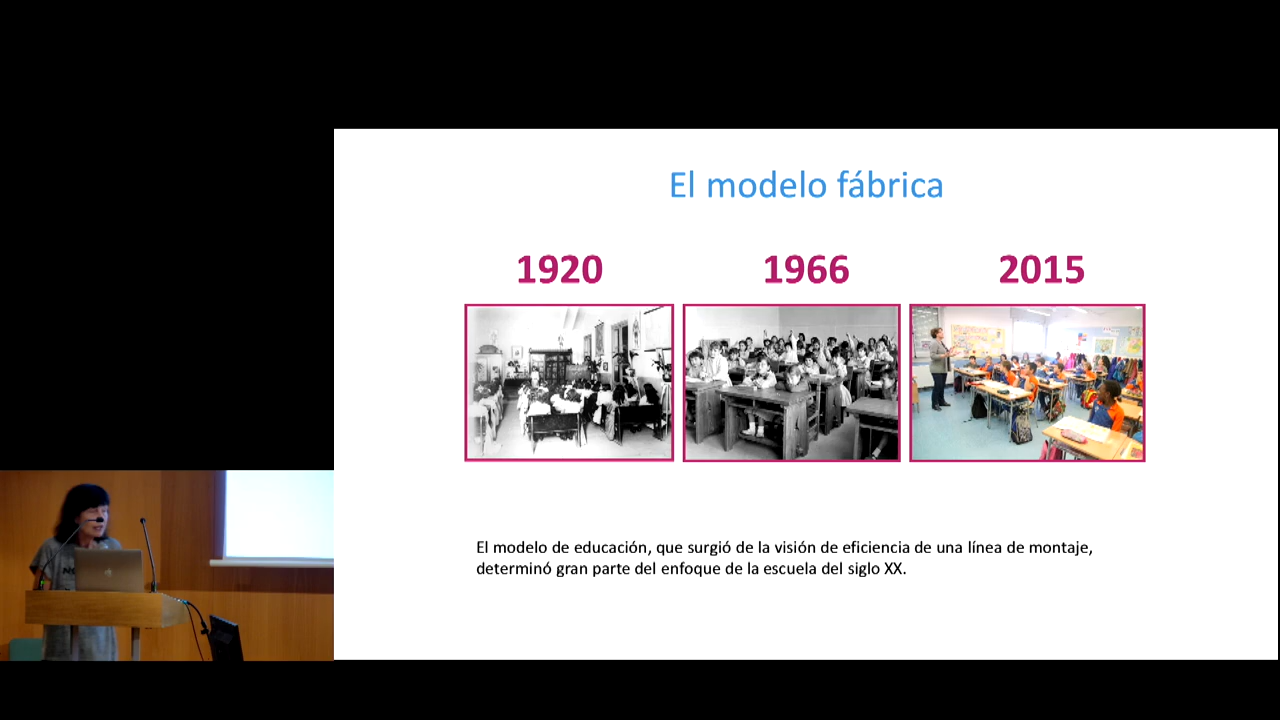 El modelo fábrica
1920 1966 2015
El modelo de educación, que surgió de la visión de eficiencia de una línea de montaje,
determinó gran parte del enfoque de la escuela del siglo XX.